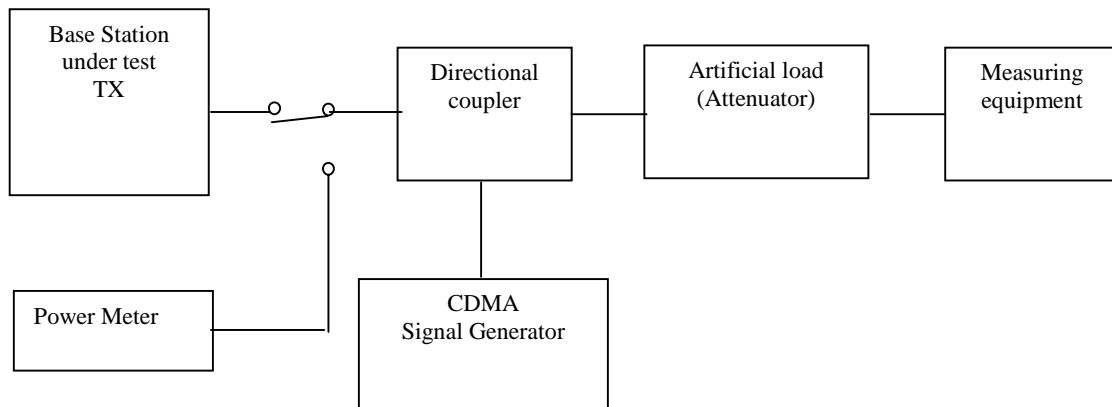 Base Station
under test
TX
Directional
coupler
Artificial load
(Attenuator)
Measuring
equipment
Power Meter
CDMA
Signal Generator